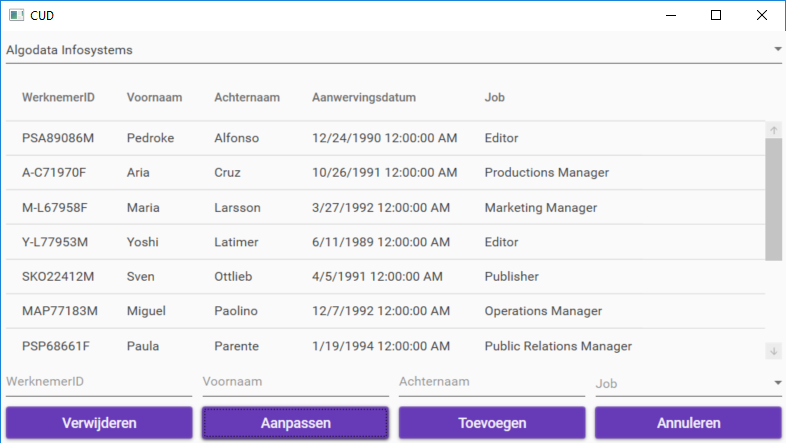 CUD
Algodata Infosystems
WerknemerID Voornaam Achternaam Aanwervingsdatum Job
PSA89086M Pedroke Alfonso 12/24/1990 12:00:00 AM Editor
A-C71970F Aria Cruz 10/26/1991 12:00:00 AM Productions Manager
M-L67958F Maria Larsson 3/27/1992 12:00:00 AM Marketing Manager
Y-L77953M Yoshi Latimer 6/11/1989 12:00:00 AM Editor
SKO22412M Sven Ottlieb 4/5/1991 12:00:00 AM Publisher
MAP77183M Miguel Paolino 12/7/1992 12:00:00 AM Operations Manager
PSP68661F Paula Parente 1/19/1994 12:00:00 AM Public Relations Manager
WerknemerID Voornaam Achternaam Job
Verwijderen Aanpassen Toevoegen Annuleren